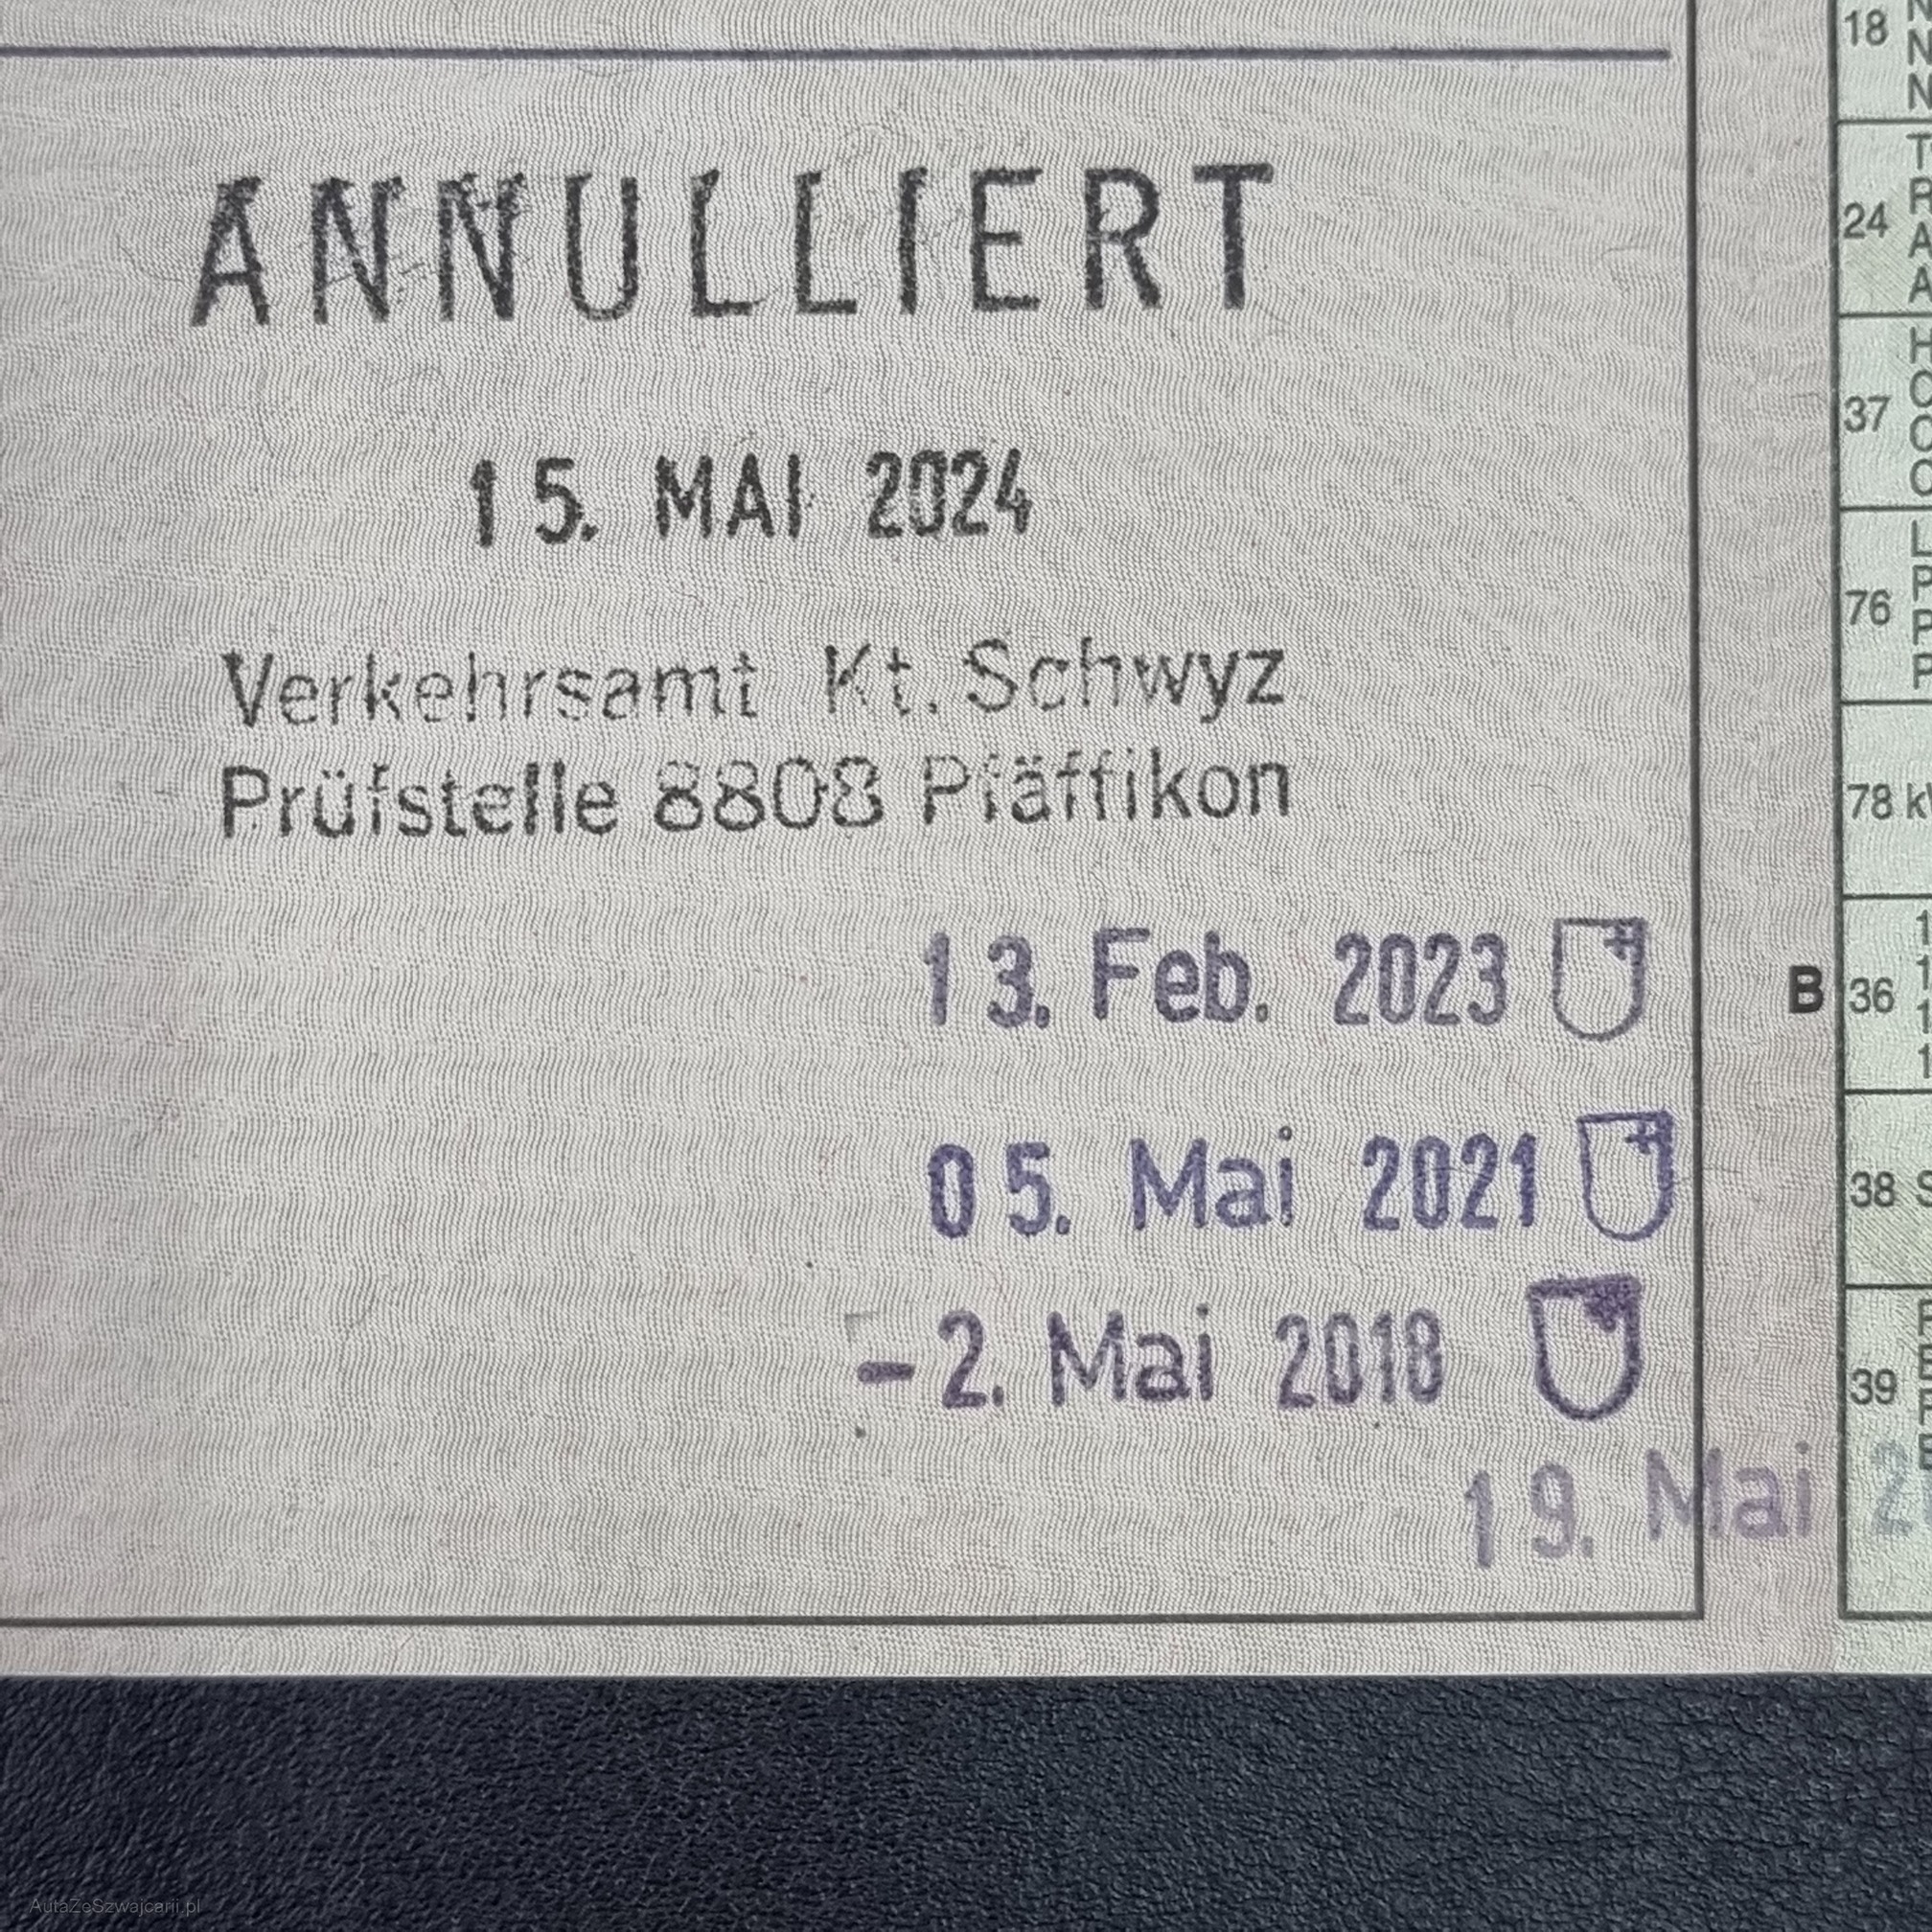 ANNULLIERT
15. MAI 2024
Verkehrsamt Kt. Schwyz
Prüfstelle 8808 Pfäffikon
13. Feb. 2023
05. Mai 2021
-2. Mai 2018
19. Mai 2
18
24
37
76
78
B 36
38
39
AutaZeSzwajcarii.pl